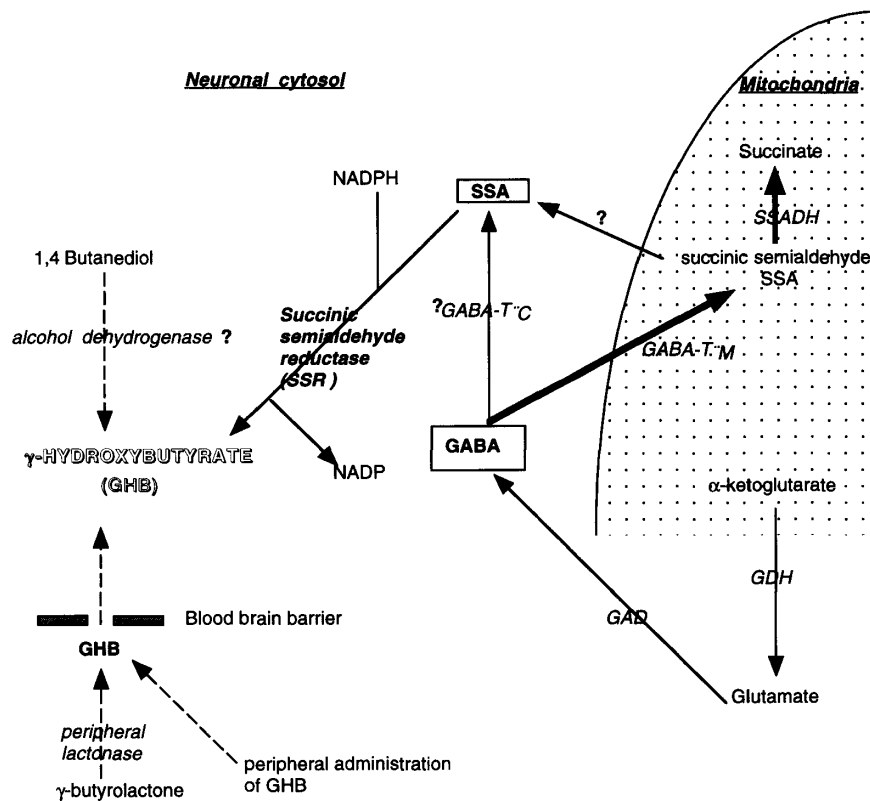 Neuronal cytosol
Mitochondria
Succinate
NADPH
SSA
SSADH
?
1,4 Butanediol
succinic semialdehyde
SSA
alcohol dehydrogenase ?
Succinic
semialdehyde
reductase
(SSR )
?GABA-T¨C
GABA-T¨M
γ-HYDROXYBUTYRATE
(GHB)
NADP
GABA
α-ketoglutarate
GDH
GAD
Blood brain barrier
GHB
Glutamate
peripheral
lactonase
γ-butyrolactone
peripheral administration
of GHB